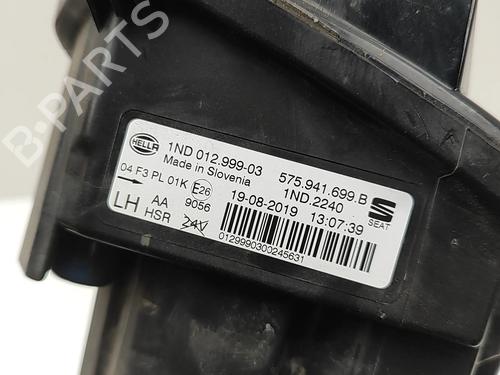 B-PARTS
HELLA
1ND 012.999-03 575.941.699.B
Made in Slovenia 1ND.2240
04 F3 PL 01K E26 19-08-2019 13:07:39
LH AA 9056
HSR 24V
SEAT
0129990300245631